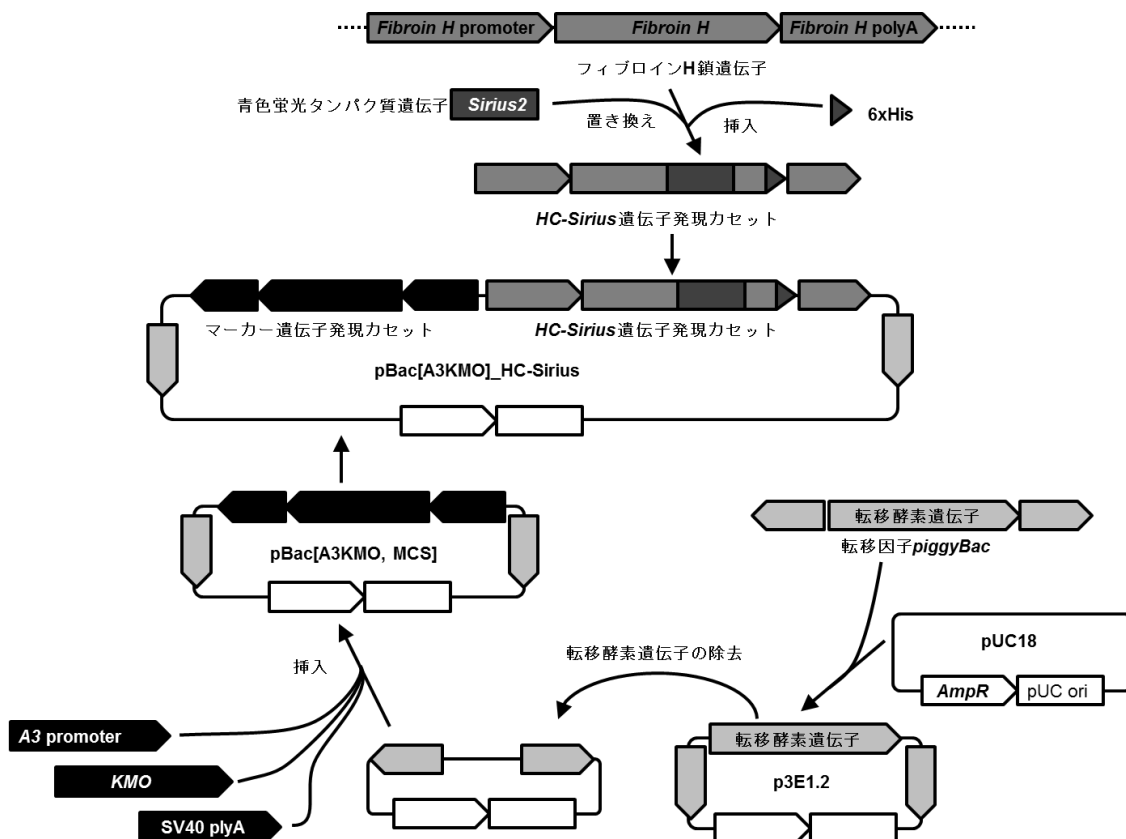 Fibroin H promoter
Fibroin H
Fibroin H polyA
フィブロインH鎖遺伝子
青色蛍光タンパク質遺伝子
Sirius2
置き換え
挿入
6xHis
HC-Sirius遺伝子発現カセット
マーカー遺伝子発現カセット
HC-Sirius遺伝子発現カセット
pBac[A3KMO]_HC-Sirius
pBac[A3KMO, MCS]
転移酵素遺伝子
転移因子piggyBac
pUC18
AmpR
pUC ori
挿入
転移酵素遺伝子の除去
A3 promoter
KMO
SV40 plyA
転移酵素遺伝子
p3E1.2